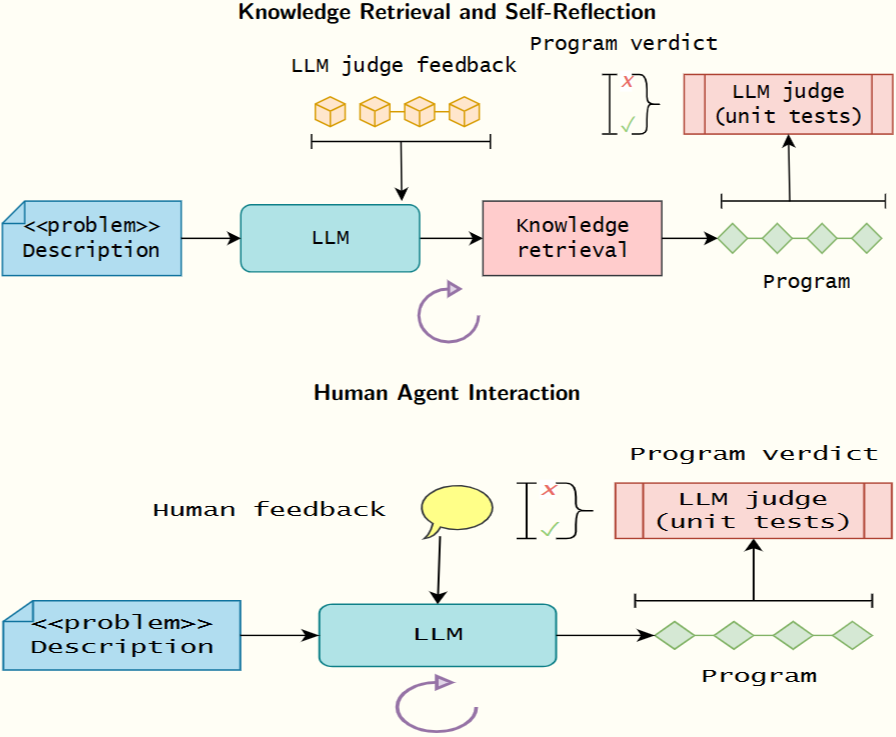 Knowledge Retrieval and Self-Reflection
Program verdict
LLM judge feedback
LLM judge
(unit tests)
<<problem>>
Description
LLM
Knowledge
retrieval
Program
Human Agent Interaction
Program verdict
Human feedback
LLM judge
(unit tests)
<<problem>>
Description
LLM
Program